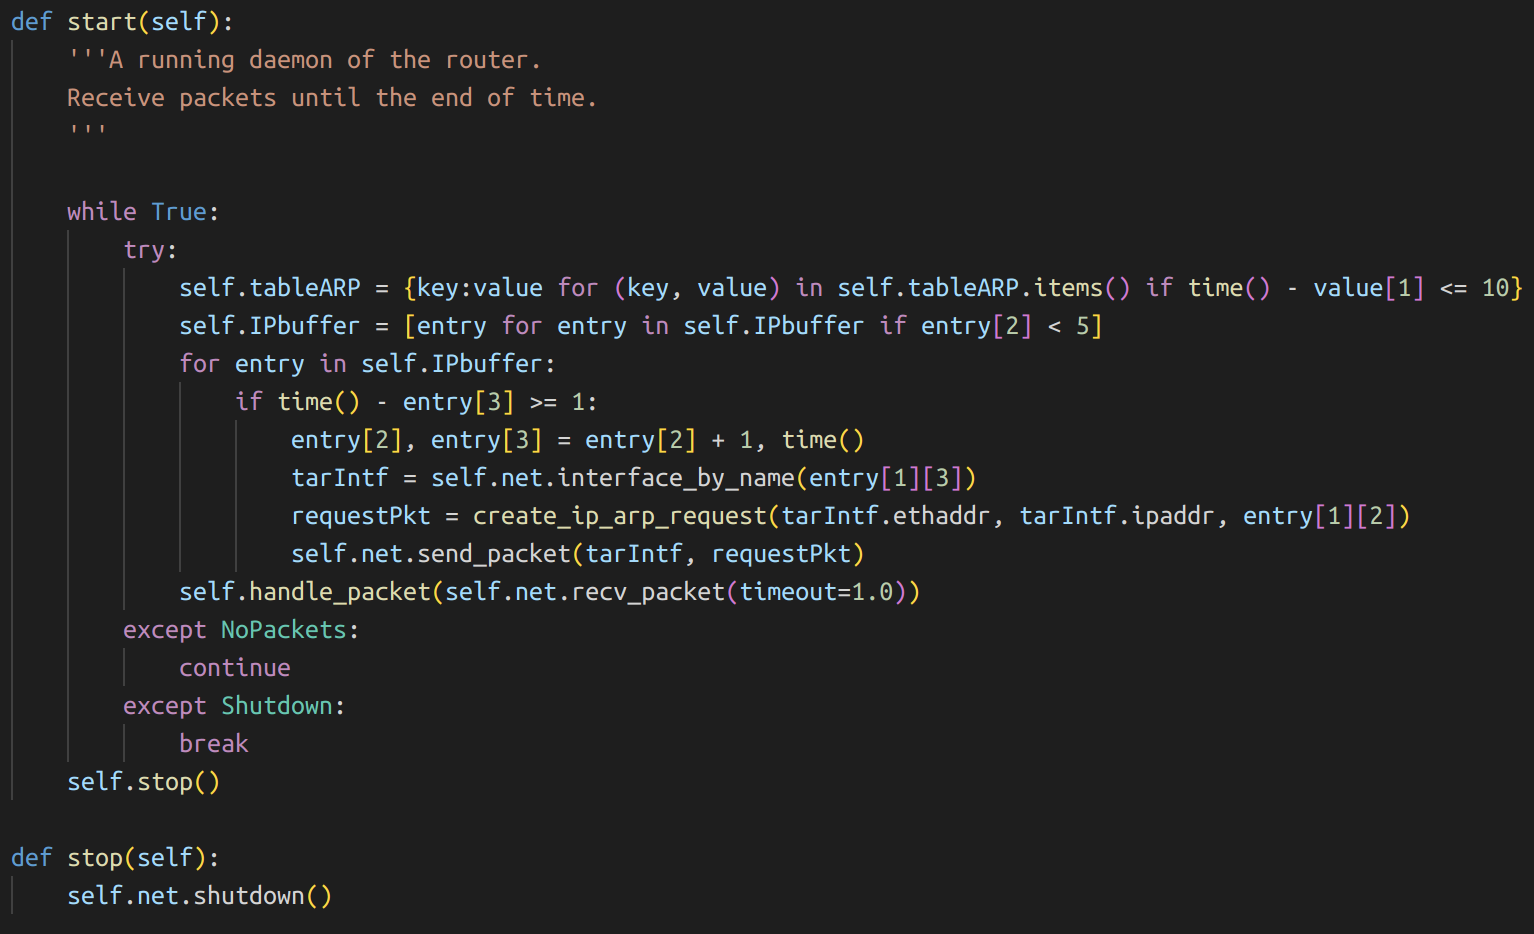 def start(self):
    '''A running daemon of the router.
    Receive packets until the end of time.
    '''

    while True:
        try:
            self.tableARP = {key:value for (key, value) in self.tableARP.items() if time() - value[1] <= 10}
            self.IPbuffer = [entry for entry in self.IPbuffer if entry[2] < 5]
            for entry in self.IPbuffer:
                if time() - entry[3] >= 1:
                    entry[2], entry[3] = entry[2] + 1, time()
                    tarIntf = self.net.interface_by_name(entry[1][3])
                    requestPkt = create_ip_arp_request(tarIntf.ethaddr, tarIntf.ipaddr, entry[1][2])
                    self.net.send_packet(tarIntf, requestPkt)
            self.handle_packet(self.net.recv_packet(timeout=1.0))
        except NoPackets:
            continue
        except Shutdown:
            break
    self.stop()

def stop(self):
    self.net.shutdown()